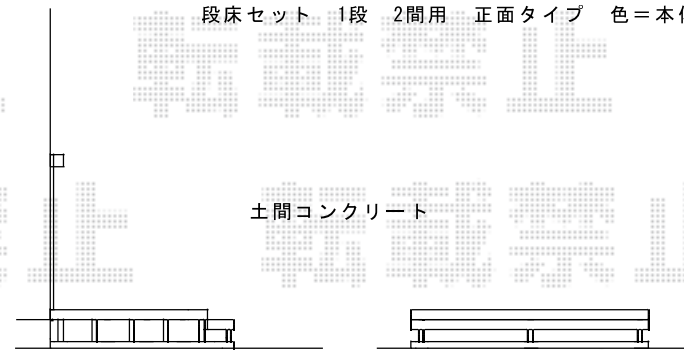 段床セット 1段 2間用 正面タイプ 色=本
転載禁止
土間コンクリート
止 転載禁止